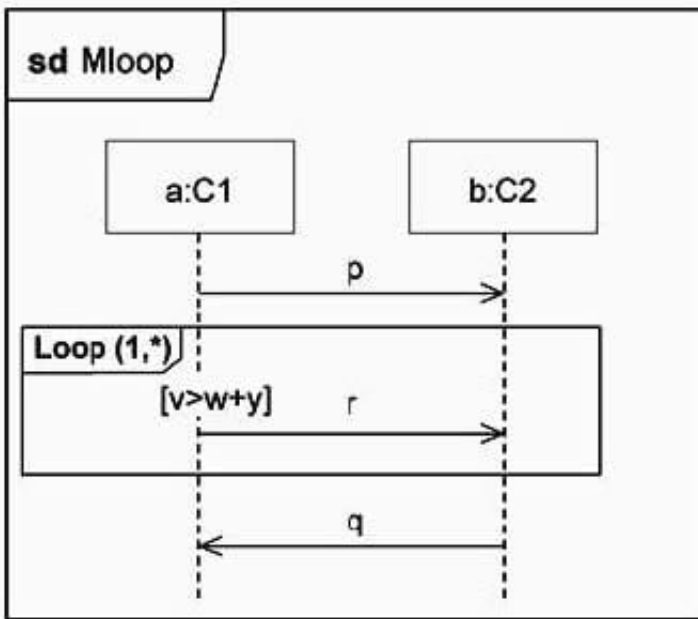 sd Mloop
a:C1
b:C2
p
Loop (1,*)
[v>w+y]
r
q